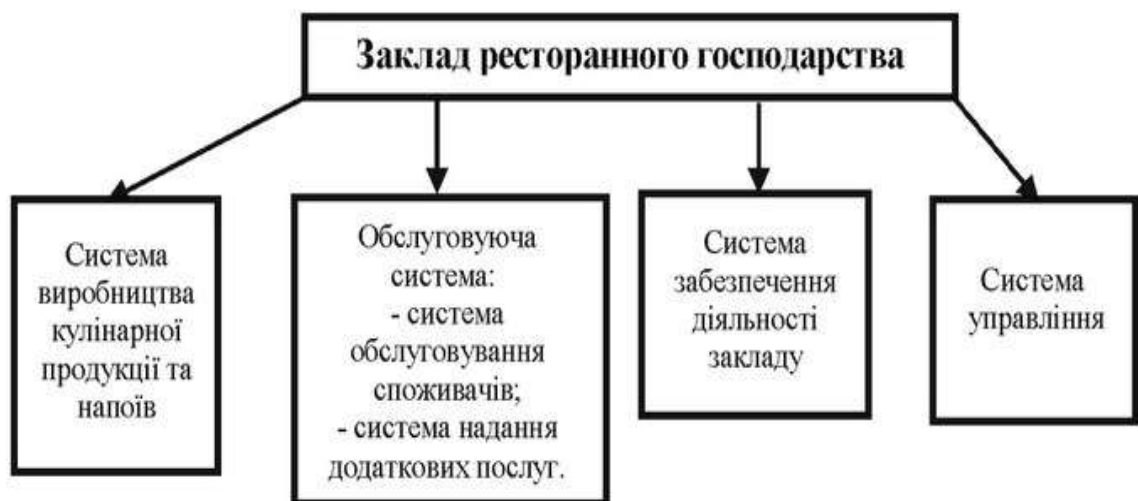 Заклад ресторанного господарства
Система
виробництва
кулінарної
продукції та
напоїв
Обслуговуюча
система:
- система
обслуговування
споживачів;
- система надання
додаткових послуг.
Система
забезпечення
діяльності
закладу
Система
управління